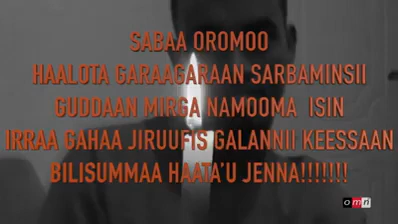 SABAA OROMOO
HAALOTA GARAAGARAAN SARBAMINSII
GUDDAAN MIRGA NAMOOMA ISIN
IRRAA GAHAA JIRUUFIS GALANNII KEESSAAN
BILISUMMAA HAATA'U JENNA!!!!!!!
omn